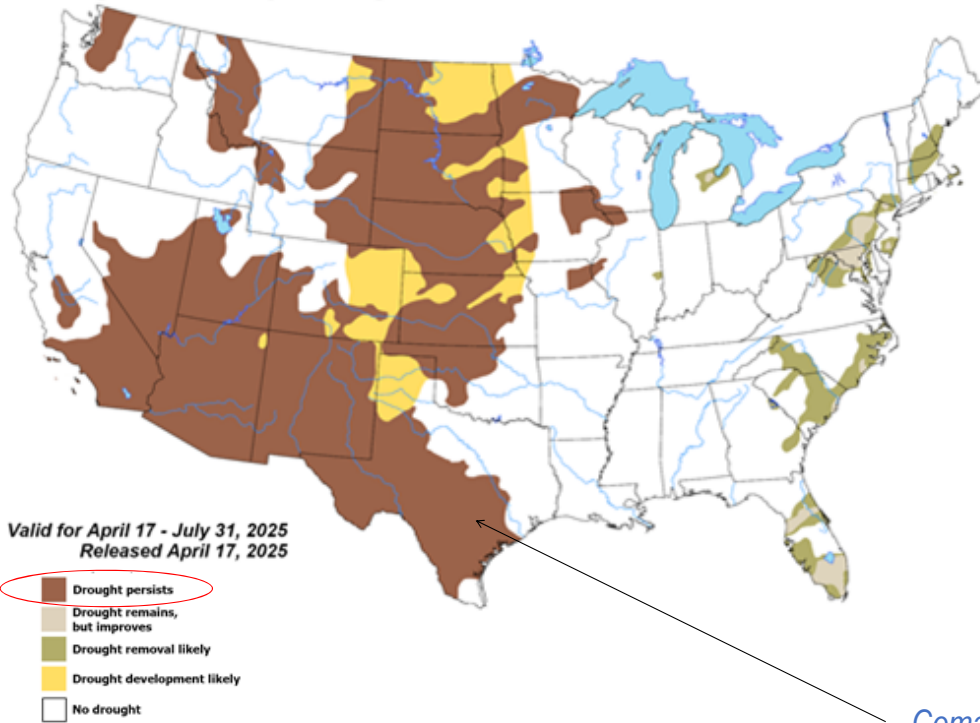 Valid for April 17 - July 31, 2025
Released April 17, 2025
Drought persists
Drought remains,
but improves
Drought removal likely
Drought development likely
No drought